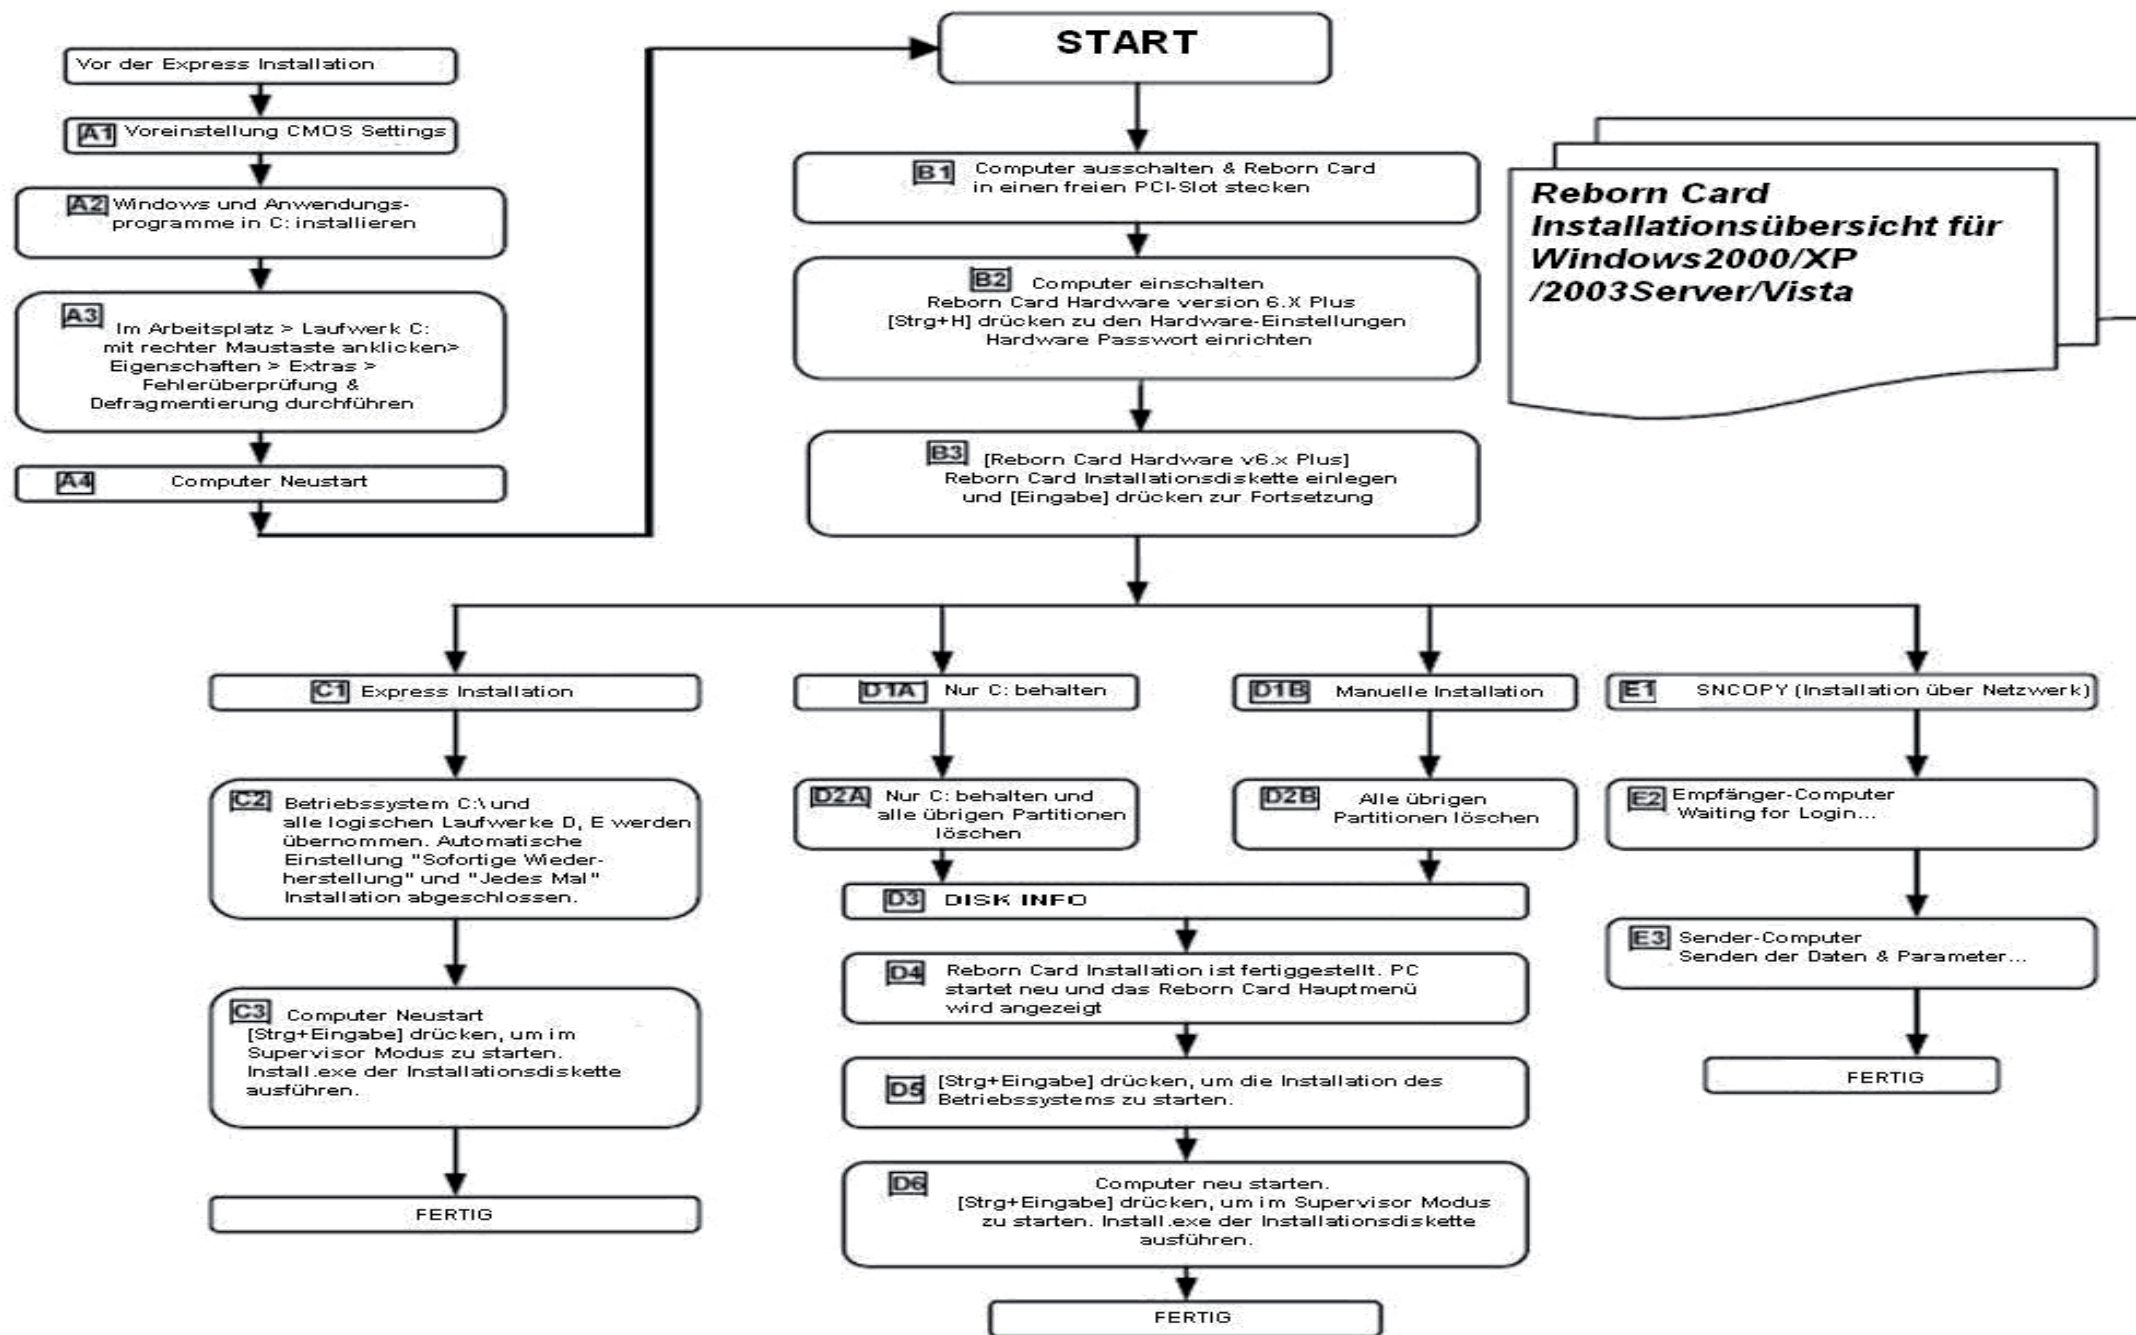 Vor der Express Installation
A1 Voreinstellung CMOS Settings
A2 Windows und Anwendungs-
programme in C: installieren
A3
Im Arbeitsplatz > Laufwerk C:
mit rechter Maustaste anklicken>
Eigenschaften > Extras >
Fehlerüberprüfung &
Defragmentierung durchführen
A4 Computer Neustart
START
B1 Computer ausschalten & Reborn Card
in einen freien PCI-Slot stecken
B2 Computer einschalten
Reborn Card Hardware version 6.X Plus
[Strg+H] drücken zu den Hardware-Einstellungen
Hardware Passwort einrichten
B3 [Reborn Card Hardware v6.x Plus]
Reborn Card Installationsdiskette einlegen
und [Eingabe] drücken zur Fortsetzung
Reborn Card
Installationsübersicht für
Windows2000/XP
/2003Server/Vista
C1 Express Installation
C2 Betriebssystem C:\ und
alle logischen Laufwerke D, E werden
übernommen. Automatische
Einstellung "Sofortige Wieder-
herstellung" und "Jedes Mal"
Installation abgeschlossen.
C3 Computer Neustart
[Strg+Eingabe] drücken, um im
Supervisor Modus zu starten.
Install.exe der Installationsdiskette
ausführen.
FERTIG
D1A Nur C: behalten
D2A Nur C: behalten und
alle übrigen Partitionen
löschen
D1B Manuelle Installation
D2B Alle übrigen
Partitionen löschen
D3 DISK INFO
D4 Reborn Card Installation ist fertiggestellt. PC
startet neu und das Reborn Card Hauptmenü
wird angezeigt
D5 [Strg+Eingabe] drücken, um die Installation des
Betriebssystems zu starten.
D6 Computer neu starten.
[Strg+Eingabe] drücken, um im Supervisor Modus
zu starten. Install.exe der Installationsdiskette
ausführen.
FERTIG
E1 SNCOPY (Installation über Netzwerk)
E2 Empfänger-Computer
Waiting for Login...
E3 Sender-Computer
Senden der Daten & Parameter...
FERTIG